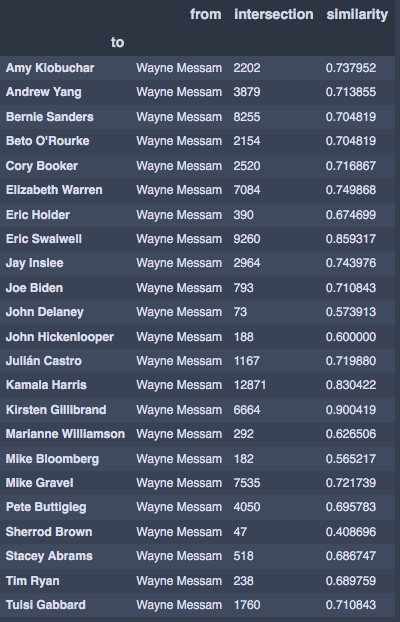 from intersection similarity
to
Amy Klobuchar Wayne Messam 2202 0.737952
Andrew Yang Wayne Messam 3879 0.713855
Bernie Sanders Wayne Messam 8255 0.704819
Beto O'Rourke Wayne Messam 2154 0.704819
Cory Booker Wayne Messam 2520 0.716867
Elizabeth Warren Wayne Messam 7084 0.749868
Eric Holder Wayne Messam 390 0.674699
Eric Swalwell Wayne Messam 9260 0.859317
Jay Inslee Wayne Messam 2964 0.743976
Joe Biden Wayne Messam 793 0.710843
John Delaney Wayne Messam 73 0.573913
John Hickenlooper Wayne Messam 188 0.600000
Julián Castro Wayne Messam 1167 0.719880
Kamala Harris Wayne Messam 12871 0.830422
Kirsten Gillibrand Wayne Messam 6664 0.900419
Marianne Williamson Wayne Messam 292 0.626506
Mike Bloomberg Wayne Messam 182 0.565217
Mike Gravel Wayne Messam 7535 0.721739
Pete Buttigieg Wayne Messam 4050 0.695783
Sherrod Brown Wayne Messam 47 0.408696
Stacey Abrams Wayne Messam 518 0.686747
Tim Ryan Wayne Messam 238 0.689759
Tulsi Gabbard Wayne Messam 1760 0.710843